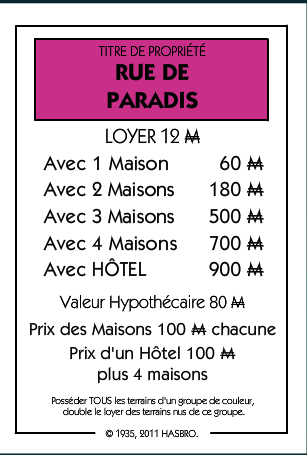 TITRE DE PROPRIÉTÉ
RUE DE
PARADIS
LOYER 12 ₩
Avec 1 Maison 60 ₩
Avec 2 Maisons 180 ₩
Avec 3 Maisons 500 ₩
Avec 4 Maisons 700 ₩
Avec HÔTEL 900 ₩
Valeur Hypothécaire 80 ₩
Prix des Maisons 100 ₩ chacune
Prix d'un Hôtel 100 ₩
plus 4 maisons
Posséder TOUS les terrains d'un groupe de couleur,
double le loyer des terrains nus de ce groupe.
© 1935, 2011 HASBRO.